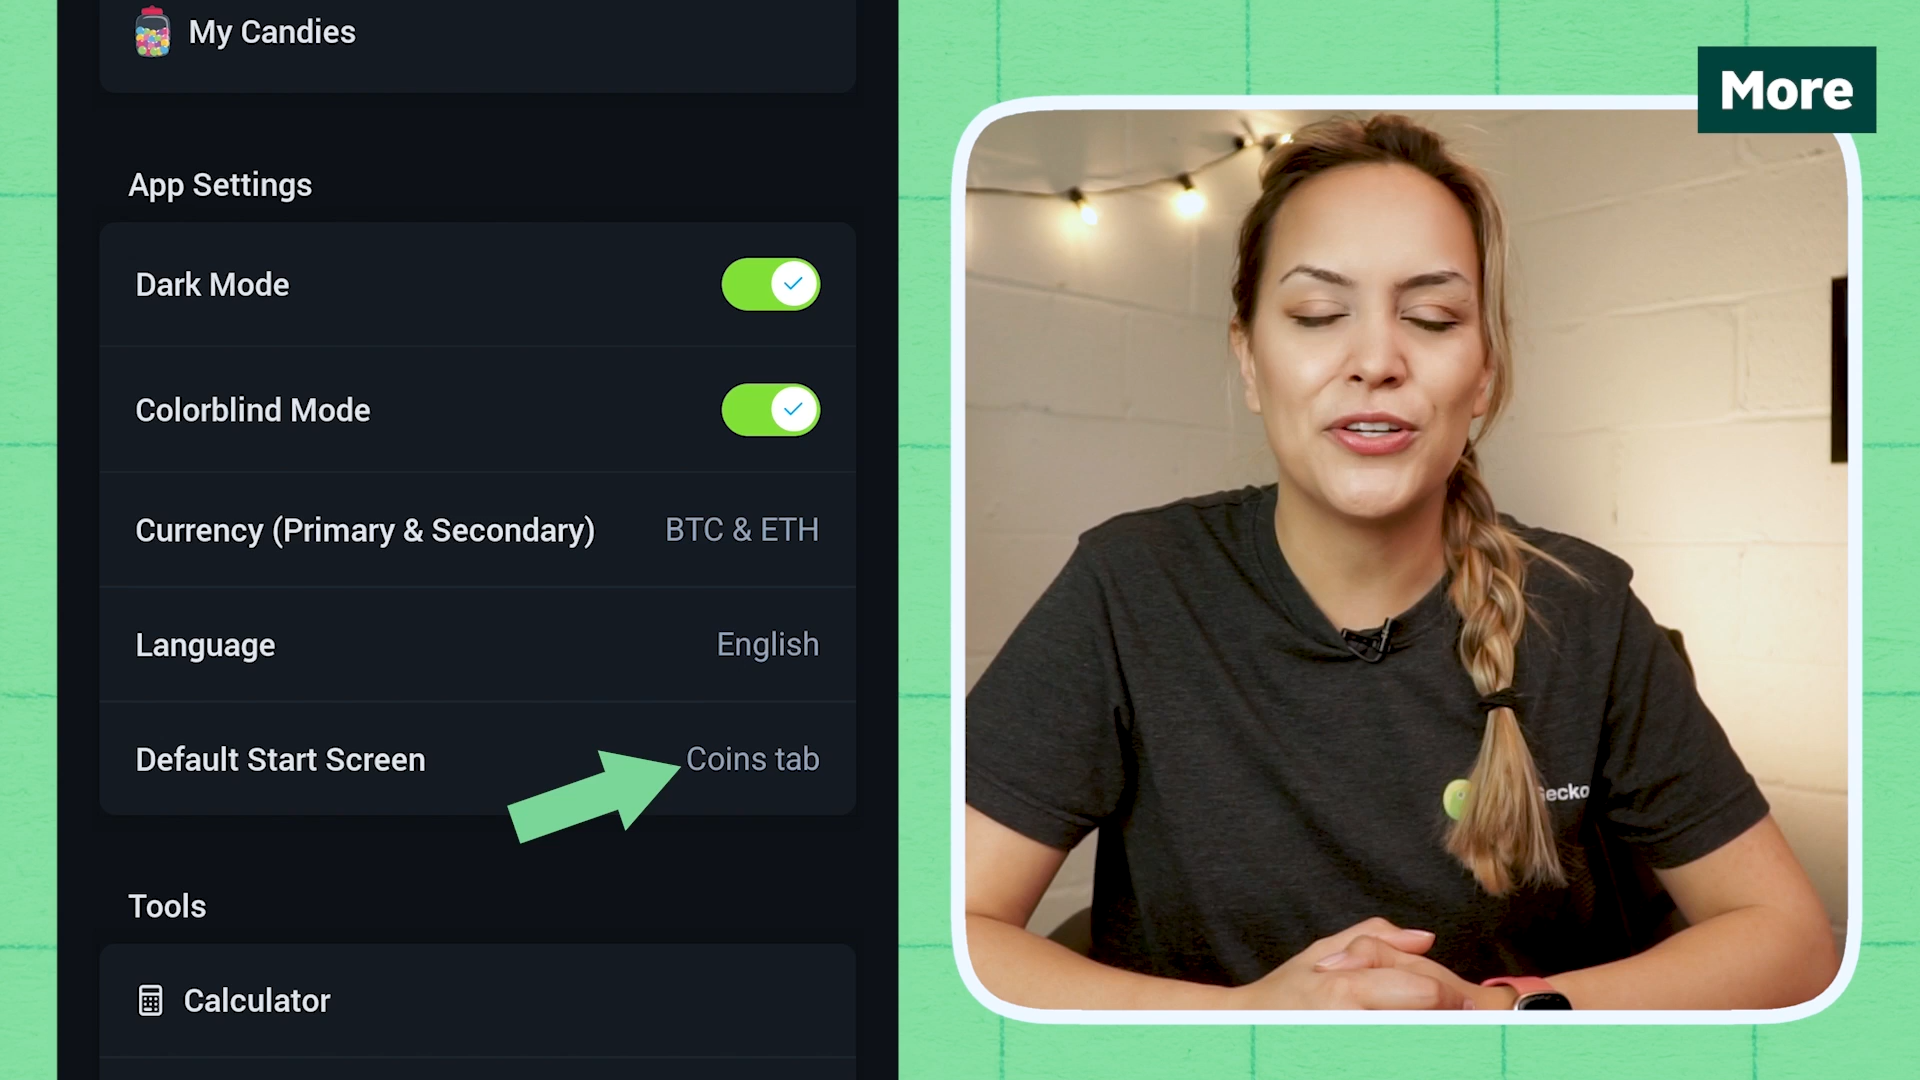 My Candies
App Settings
Dark Mode
Colorblind Mode
Currency (Primary & Secondary) BTC & ETH
Language English
Default Start Screen Coins tab
Tools
Calculator
More
Gecko